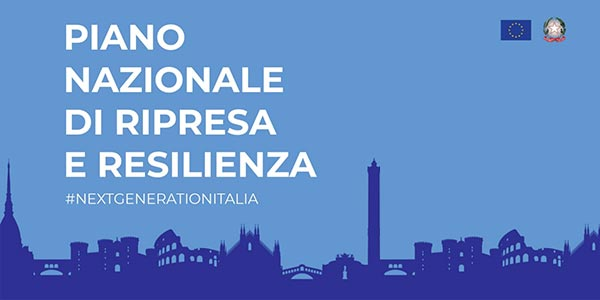 PIANO
NAZIONALE
DI RIPRESA
E RESILIENZA
#NEXTGENERATIONITALIA